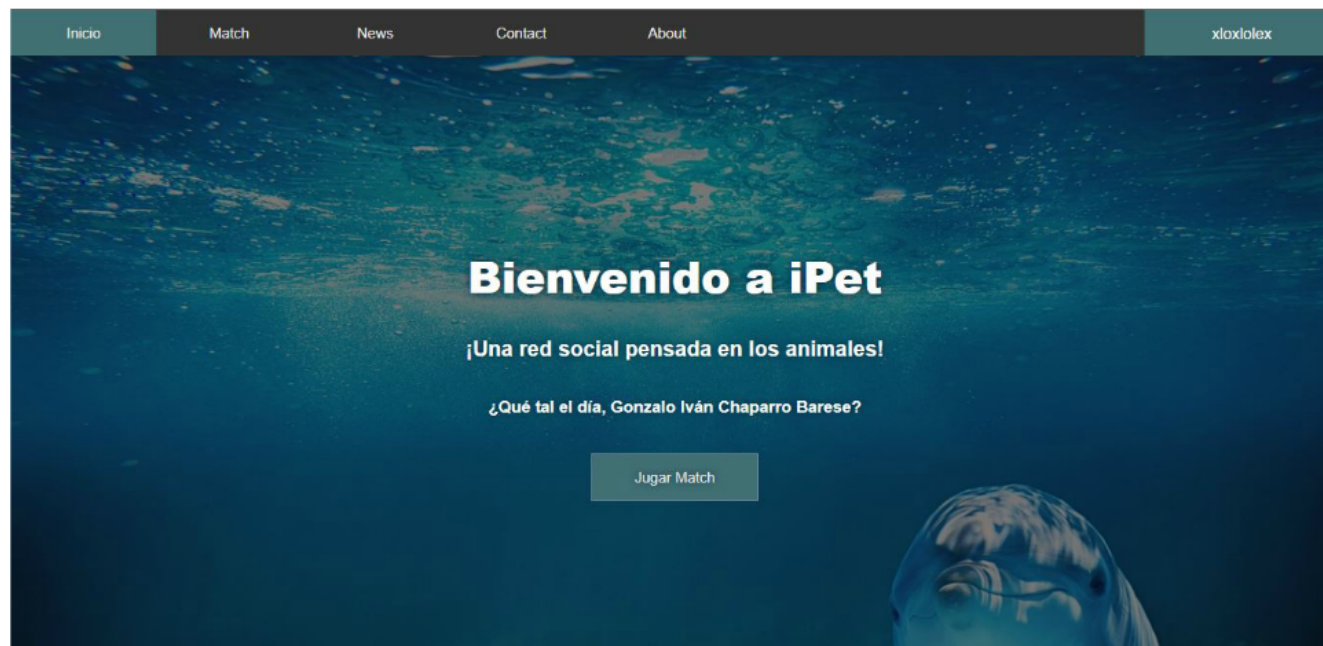 Inicio Match News Contact About xloxlolex
Bienvenido a iPet
¡Una red social pensada en los animales!
¿Qué tal el día, Gonzalo Iván Chaparro Barese?
Jugar Match